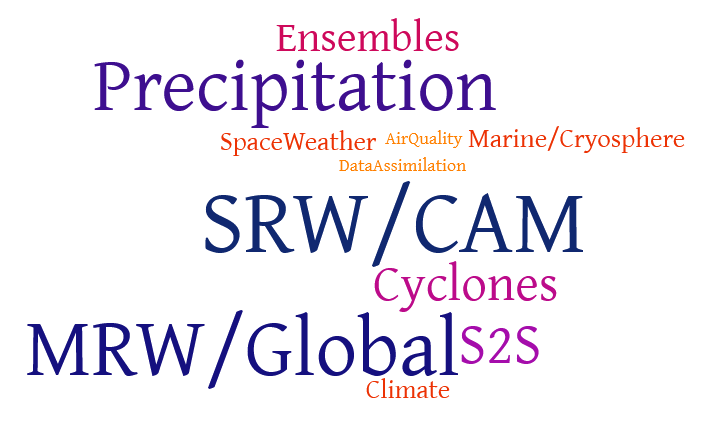 Ensembles
Precipitation
SpaceWeather AirQuality Marine/Cryosphere
DataAssimilation
SRW/CAM
Cyclones
MRW/Global S2S
Climate